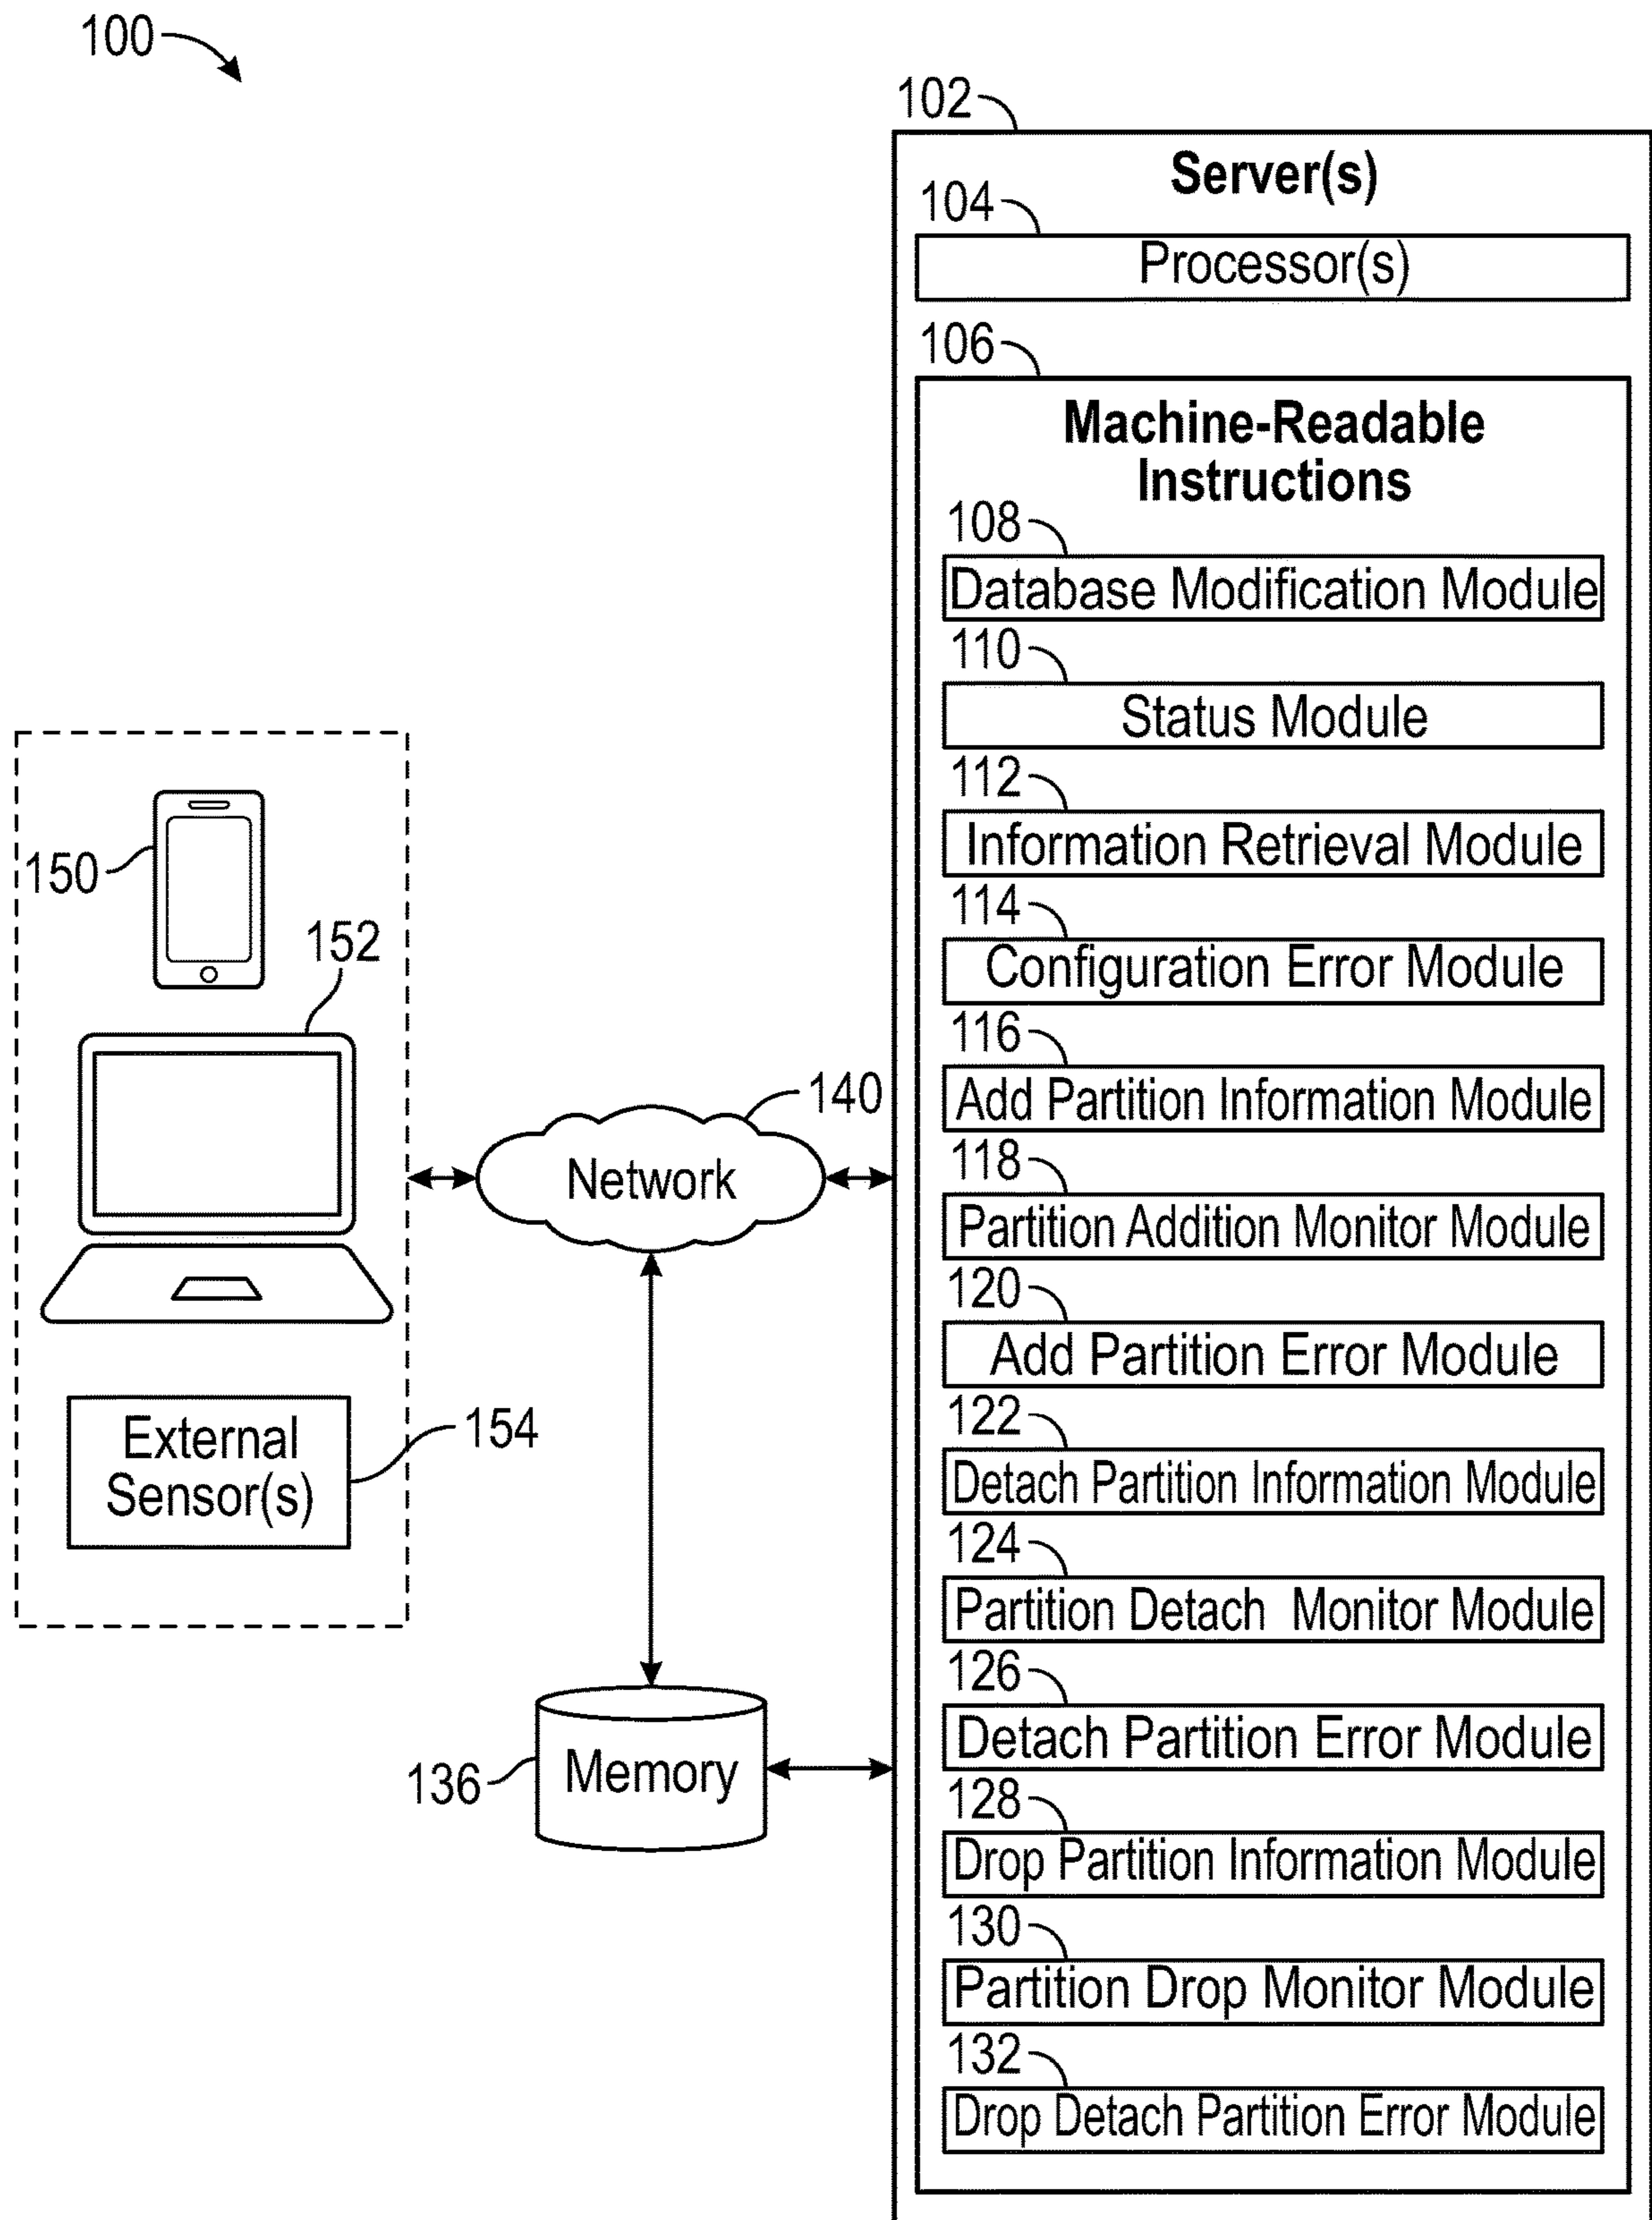 100
102
Server(s)
104
Processor(s)
106
Machine-Readable
Instructions
108
Database Modification Module
110
Status Module
112
Information Retrieval Module
114
Configuration Error Module
116
Add Partition Information Module
118
Partition Addition Monitor Module
120
Add Partition Error Module
122
Detach Partition Information Module
124
Partition Detach Monitor Module
126
Detach Partition Error Module
128
Drop Partition Information Module
130
Partition Drop Monitor Module
132
Drop Detach Partition Error Module
150
152
External
Sensor(s)
154
140
Network
136
Memory